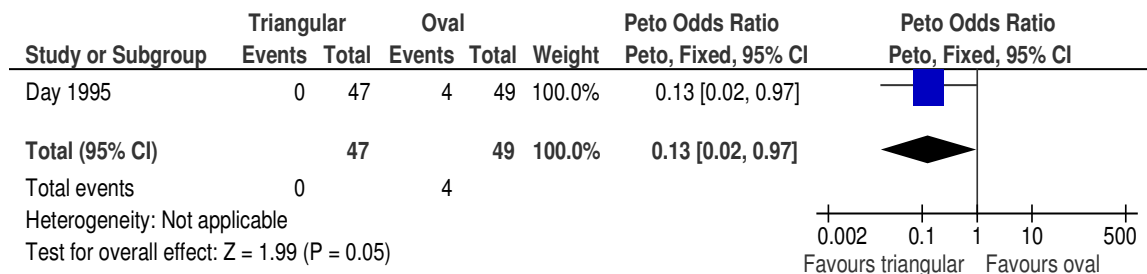 Triangular Oval Peto Odds Ratio Peto Odds Ratio
Study or Subgroup Events Total Events Total Weight Peto, Fixed, 95% CI Peto, Fixed, 95% CI
Day 1995 0 47 4 49 100.0% 0.13 [0.02, 0.97]
Total (95% CI) 47 49 100.0% 0.13 [0.02, 0.97]
Total events 0 4
Heterogeneity: Not applicable
Test for overall effect: Z = 1.99 (P = 0.05)
0.002 0.1 1 10 500
Favours triangular Favours oval